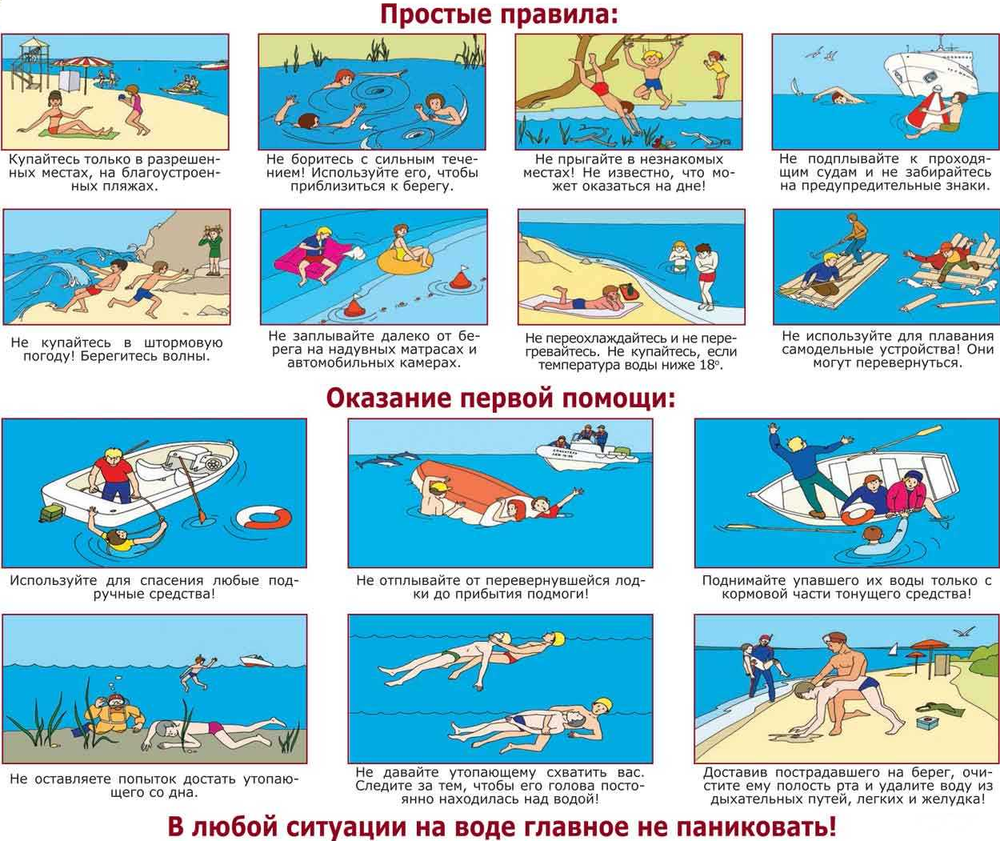 Простые правила:
Купайтесь только в разрешен-
ных местах, на благоустроен-
ных пляжах.
Не боритесь с сильным тече-
нием! Используйте его, чтобы
приблизиться к берегу.
Не прыгайте в незнакомых
местах! Не известно, что мо-
жет оказаться на дне!
Не подплывайте к проходя-
щим судам и не забирайтесь
на предупредительные знаки.
Не купайтесь в штормовую
погоду! Берегитесь волны.
Не заплывайте далеко от бе-
рега на надувных матрасах и
автомобильных камерах.
Не переохлаждайтесь и не пере-
гревайтесь. Не купайтесь, если
температура воды ниже 18°.
Не используйте для плавания
самодельные устройства! Они
могут перевернуться.
Оказание первой помощи:
Используйте для спасения любые под-
ручные средства!
Не отплывайте от перевернувшейся лод-
ки до прибытия подмоги!
Поднимайте упавшего их воды только с
кормовой части тонущего средства!
Не оставляете попыток достать утопаю-
щего со дна.
Не давайте утопающему схватить вас.
Следите за тем, чтобы его голова посто-
янно находилась над водой!
Доставив пострадавшего на берег, очи-
стите ему полость рта и удалите воду из
дыхательных путей, легких и желудка!
В любой ситуации на воде главное не паниковать!